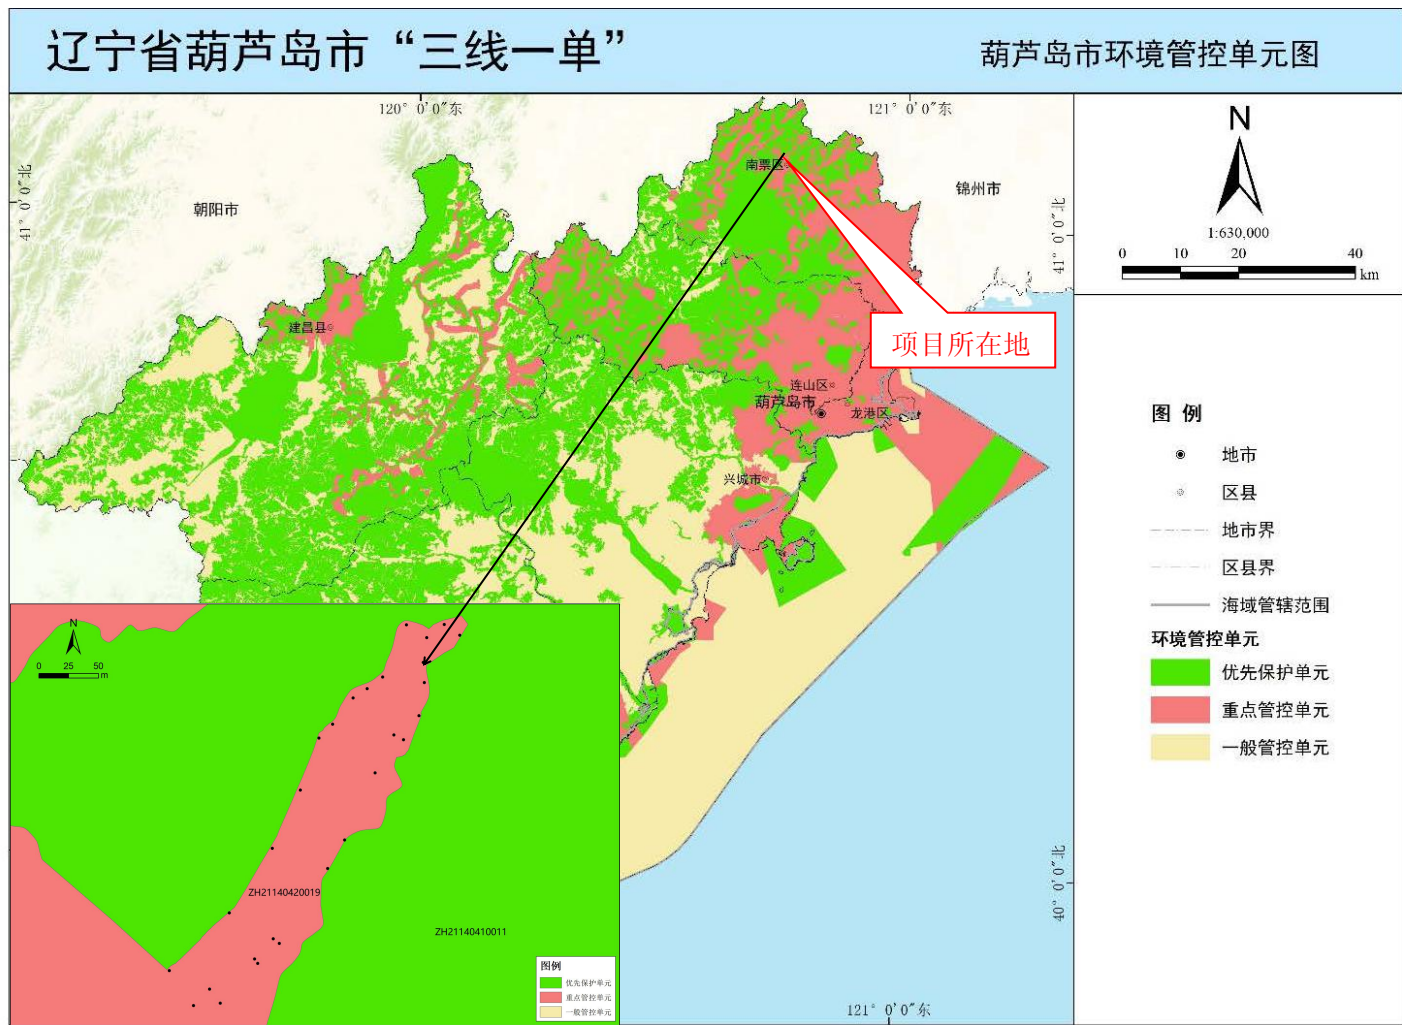 辽宁省葫芦岛市“三线一单”
葫芦岛市环境管控单元图
120° 0'0"东
121° 0'0"东
41° 0'0"北
41° 0'0"北
朝阳市
南票区
锦州市
建昌县
项目所在地
连山区
葫芦岛市
龙港区
兴城市
N
1:630,000
0 10 20 40
km
图 例
地市
区县
地市界
区县界
海域管辖范围
环境管控单元
优先保护单元
重点管控单元
一般管控单元
N
0 25 50
m
ZH21140420019
ZH21140410011
图例
优先保护单元
重点管控单元
一般管控单元
40° 0'0"北
121° 0'0"东